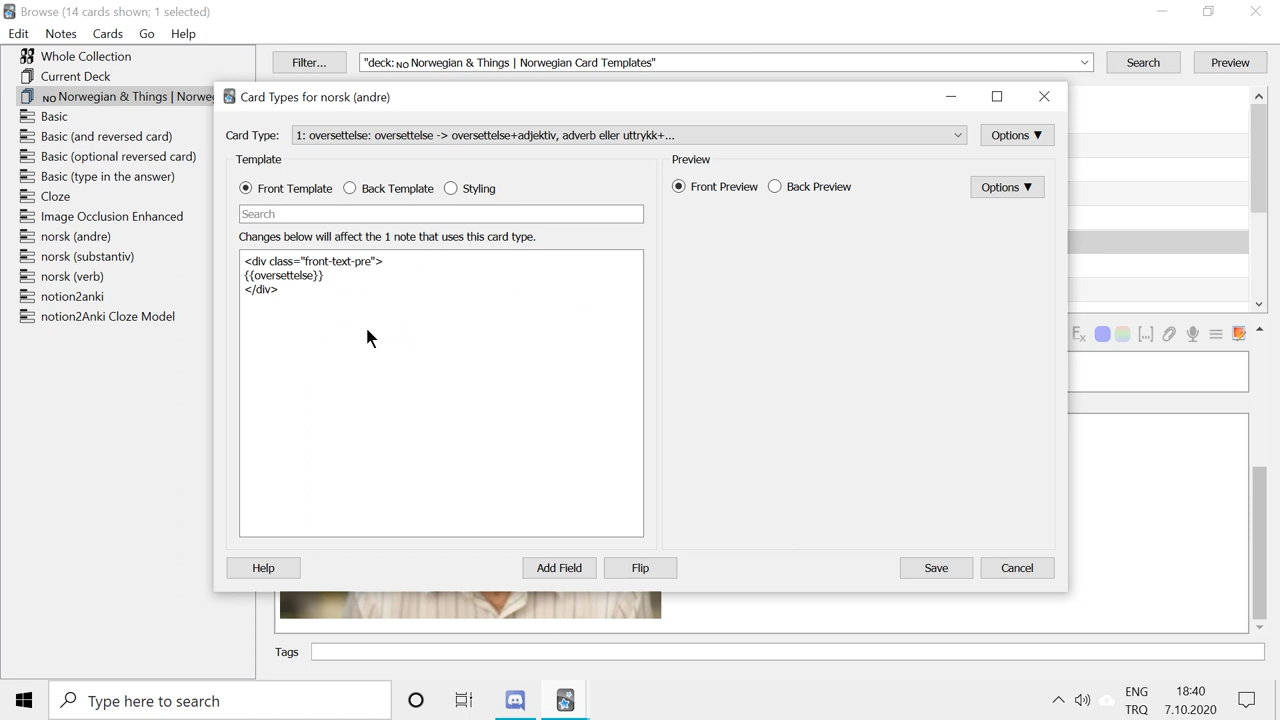 Browse (14 cards shown; 1 selected)
Edit Notes Cards Go Help
Whole Collection
Current Deck
NO Norwegian & Things | Norweg
Basic
Basic (and reversed card)
Basic (optional reversed card)
Basic (type in the answer)
Cloze
Image Occlusion Enhanced
norsk (andre)
norsk (substantiv)
norsk (verb)
notion2anki
notion2Anki Cloze Model
Filter...
"deck: NO Norwegian & Things | Norwegian Card Templates"
Search
Preview
Card Types for norsk (andre)
Card Type:
1: oversettelse: oversettelse -> oversettelse+adjektiv, adverb eller uttrykk+...
Options ▼
Template
Front Template Back Template Styling
Search
Changes below will affect the 1 note that uses this card type.
<div class="front-text-pre">
{{oversettelse}}
</div>
Preview
Front Preview Back Preview
Options ▼
Help
Add Field
Flip
Save
Cancel
Ex
[...]
Tags
Type here to search
ENG
TRQ
18:40
7.10.2020